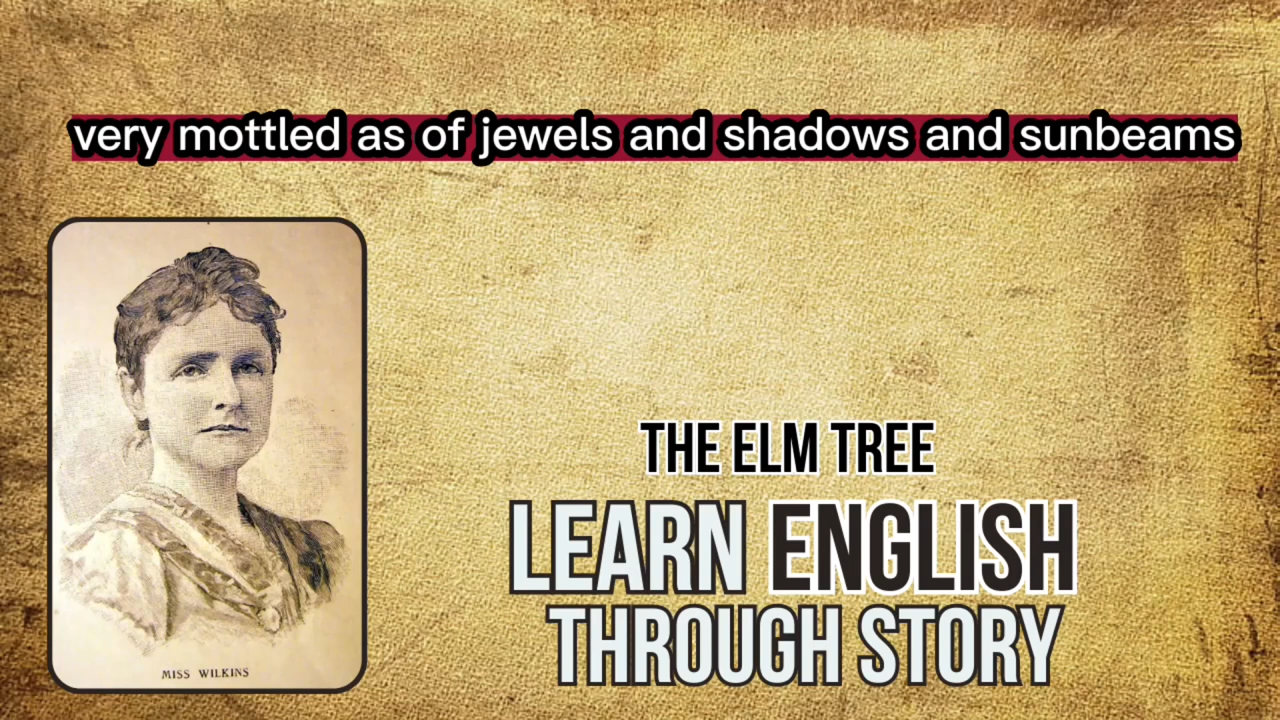 very mottled as of jewels and shadows and sunbeams
THE ELM TREE
LEARN ENGLISH
THROUGH STORY
MISS WILKINS